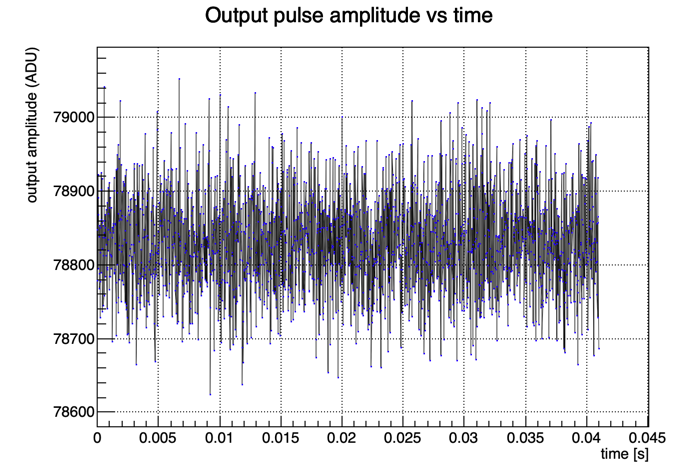 Output pulse amplitude vs time
output amplitude (ADU)
79000
78900
78800
78700
78600
0 0.005 0.01 0.015 0.02 0.025 0.03 0.035 0.04 0.045
time [s]